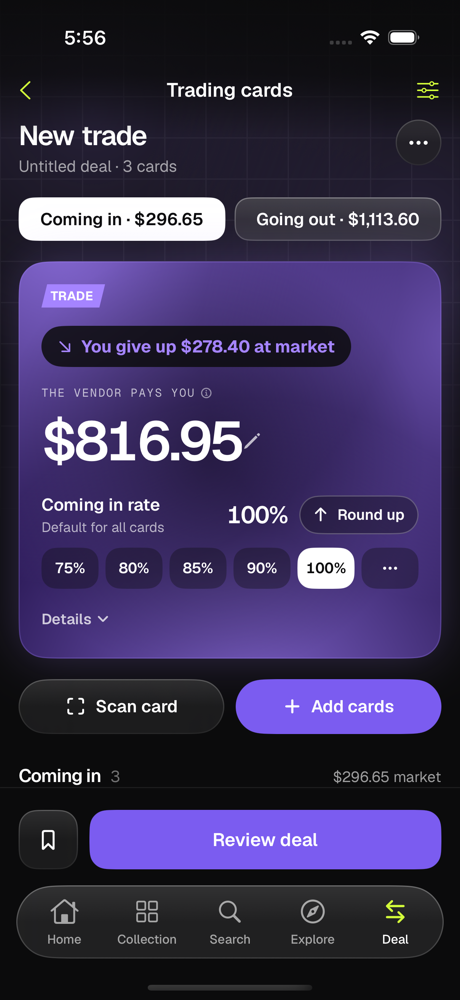 5:56
Trading cards
New trade
Untitled deal · 3 cards
Coming in · $296.65
Going out · $1,113.60
TRADE
You give up $278.40 at market
THE VENDOR PAYS YOU
$816.95
Coming in rate
Default for all cards
100%
Round up
75%
80%
85%
90%
100%
Details
Scan card
Add cards
Coming in 3
$296.65 market
Review deal
Home
Collection
Search
Explore
Deal